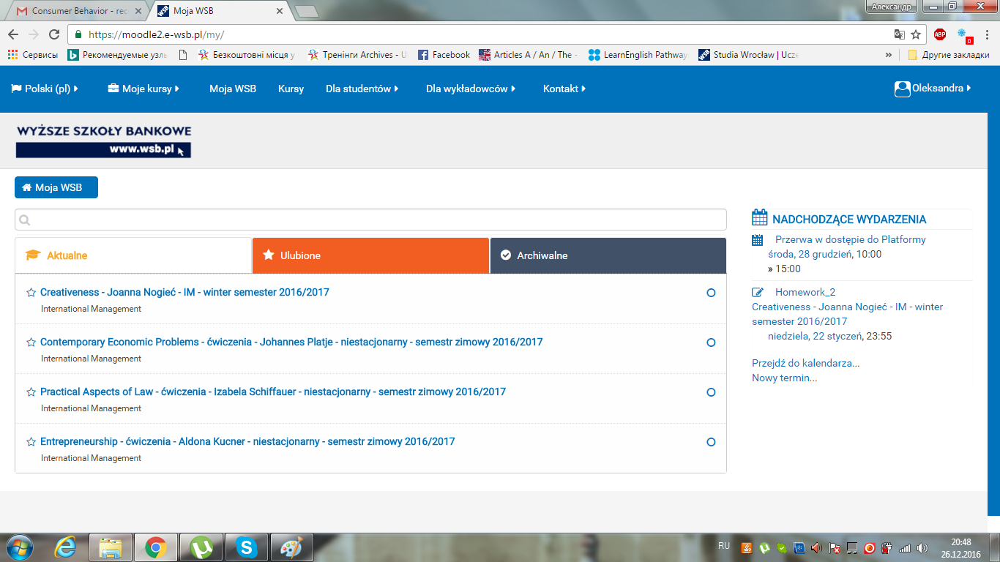 Consumer Behavior - rec
Moja WSB
Александр
https://moodle2.e-wsb.pl/my/
ABP
0
Сервисы
Рекомендуемые узлы
Безкоштовні місця у
Тренінги Archives - U
Facebook
Articles A / An / The -
LearnEnglish Pathway
WSB
Studia Wrocław | Ucze
»
Другие закладки
Polski (pl)
Moje kursy
Moja WSB
Kursy
Dla studentów
Dla wykładowców
Kontakt
Oleksandra
WYŻSZE SZKOŁY BANKOWE
www.wsb.pl
Moja WSB
Aktualne
Ulubione
Archiwalne
Creativeness - Joanna Nogieć - IM - winter semester 2016/2017
International Management
Contemporary Economic Problems - ćwiczenia - Johannes Platje - niestacjonarny - semestr zimowy 2016/2017
International Management
Practical Aspects of Law - ćwiczenia - Izabela Schiffauer - niestacjonarny - semestr zimowy 2016/2017
International Management
Entrepreneurship - ćwiczenia - Aldona Kucner - niestacjonarny - semestr zimowy 2016/2017
International Management
NADCHODZĄCE WYDARZENIA
Przerwa w dostępie do Platformy
środa, 28 grudzień, 10:00
» 15:00
Homework_2
Creativeness - Joanna Nogieć - IM - winter
semester 2016/2017
niedziela, 22 styczeń, 23:55
Przejdź do kalendarza...
Nowy termin...
RU
20:48
26.12.2016